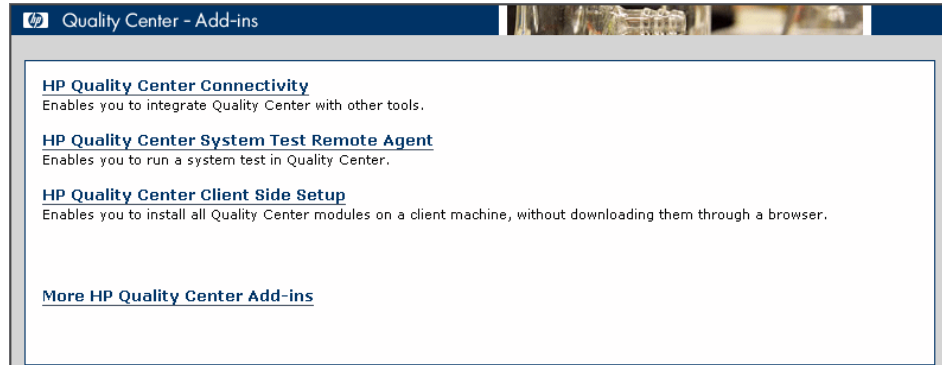 hp Quality Center - Add-ins
HP Quality Center Connectivity
Enables you to integrate Quality Center with other tools.
HP Quality Center System Test Remote Agent
Enables you to run a system test in Quality Center.
HP Quality Center Client Side Setup
Enables you to install all Quality Center modules on a client machine, without downloading them through a browser.
More HP Quality Center Add-ins